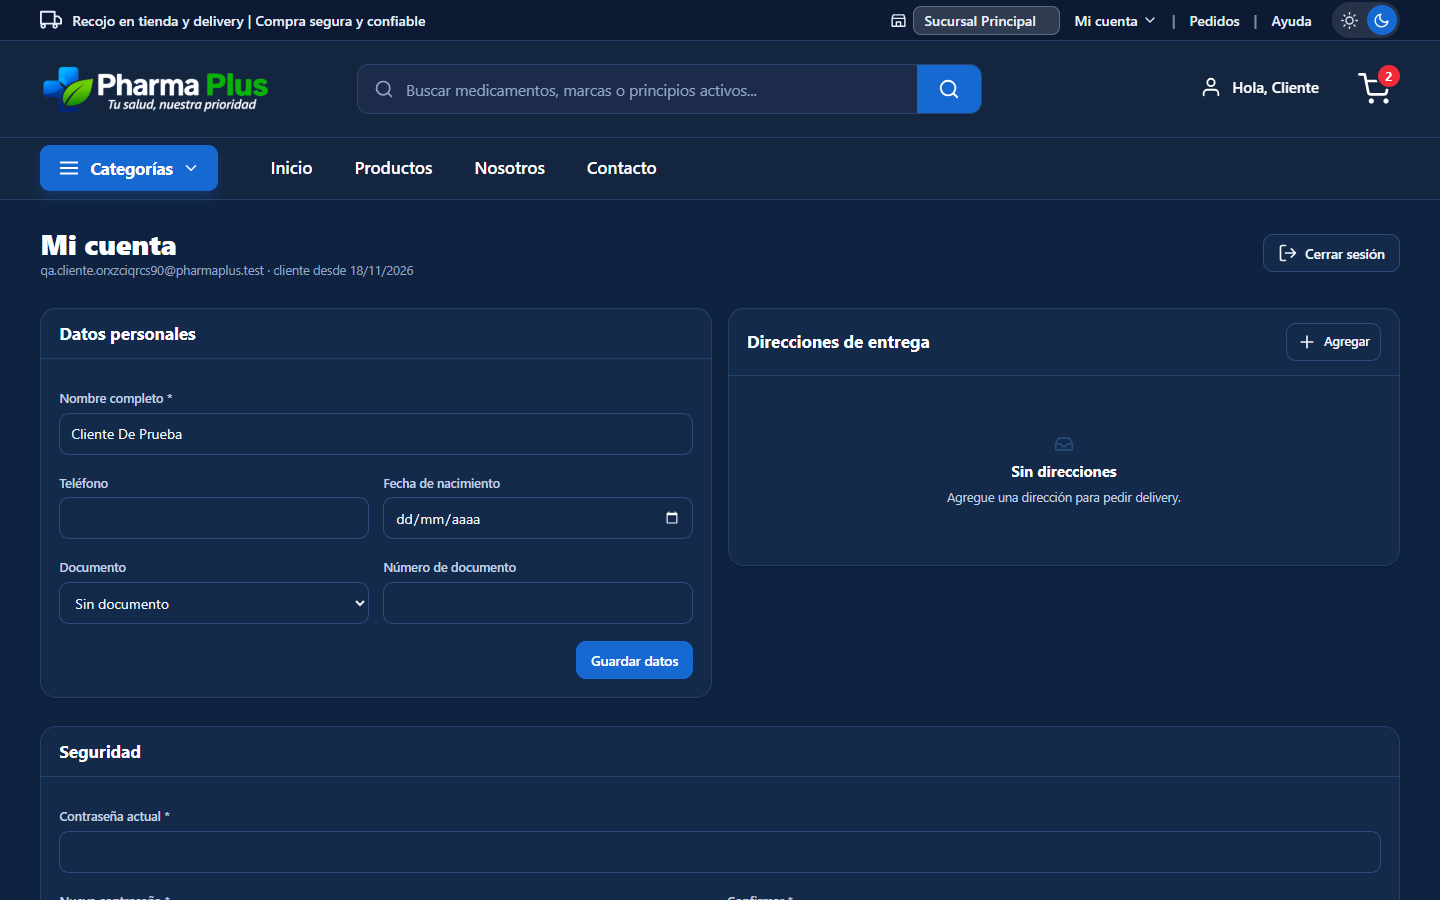 Recojo en tienda y delivery | Compra segura y confiable
Sucursal Principal
Mi cuenta
|
Pedidos
|
Ayuda
Pharma Plus
Tu salud, nuestra prioridad
Buscar medicamentos, marcas o principios activos...
Hola, Cliente
2
Categorías
Inicio
Productos
Nosotros
Contacto
Mi cuenta
qa.cliente.orxzciqrcs90@pharmaplus.test · cliente desde 18/11/2026
Cerrar sesión
Datos personales
Nombre completo *
Cliente De Prueba
Teléfono
Fecha de nacimiento
dd/mm/aaaa
Documento
Número de documento
Sin documento
Guardar datos
Direcciones de entrega
Agregar
Sin direcciones
Agregue una dirección para pedir delivery.
Seguridad
Contraseña actual *
Nueva contraseña *
Confirmar *